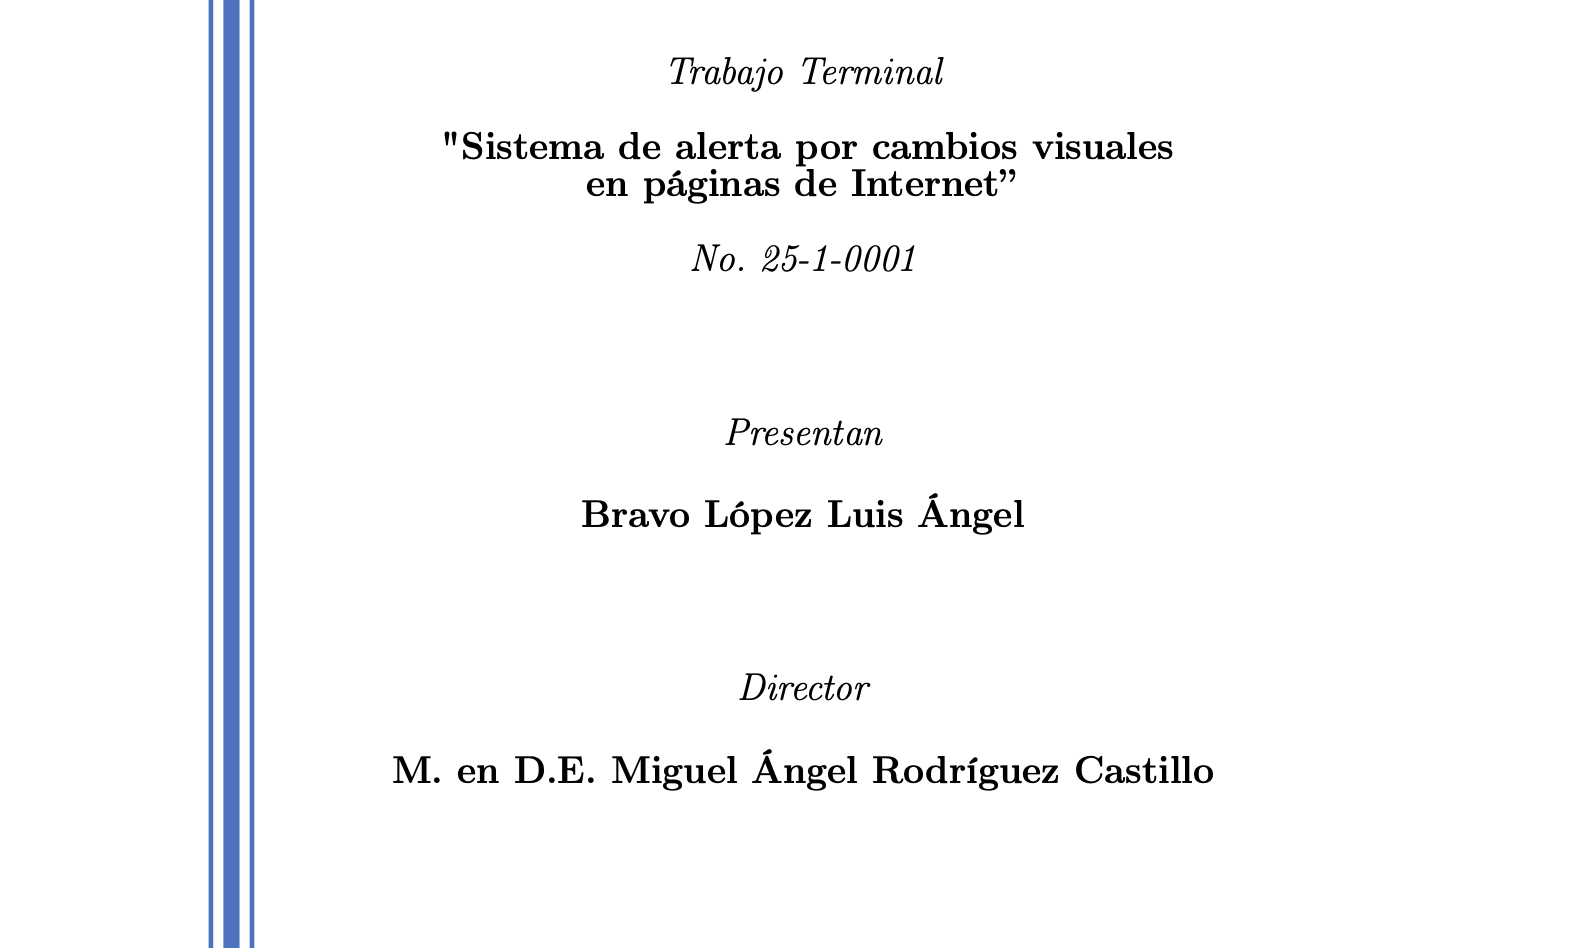 Trabajo Terminal
"Sistema de alerta por cambios visuales
en páginas de Internet”
No. 25-1-0001
Presentan
Bravo López Luis Ángel
Director
M. en D.E. Miguel Ángel Rodríguez Castillo